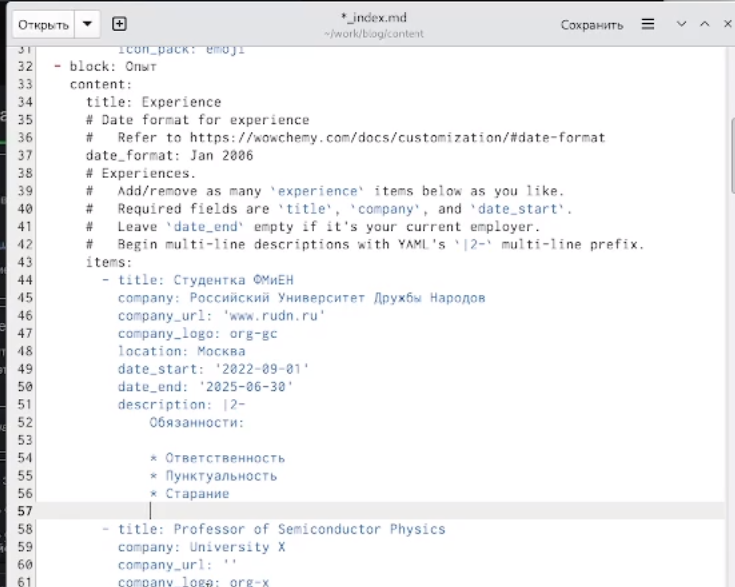 Открыть
*_index.md
~/work/blog/content
Сохранить
31 icon_pack: emoji
32 - block: Опыт
33 content:
34 title: Experience
35 # Date format for experience
36 # Refer to https://wowchemy.com/docs/customization/#date-format
37 date_format: Jan 2006
38 # Experiences.
39 # Add/remove as many `experience` items below as you like.
40 # Required fields are `title`, `company`, and `date_start`.
41 # Leave `date_end` empty if it's your current employer.
42 # Begin multi-line descriptions with YAML's `|2-` multi-line prefix.
43 items:
44 - title: Студентка ФМиЕН
45 company: Российский Университет Дружбы Народов
46 company_url: 'www.rudn.ru'
47 company_logo: org-gc
48 location: Москва
49 date_start: '2022-09-01'
50 date_end: '2025-06-30'
51 description: |2-
52 Обязанности:
53
54 * Ответственность
55 * Пунктуальность
56 * Старание
57
58 - title: Professor of Semiconductor Physics
59 company: University X
60 company_url: ''
61 company_logo: org-x